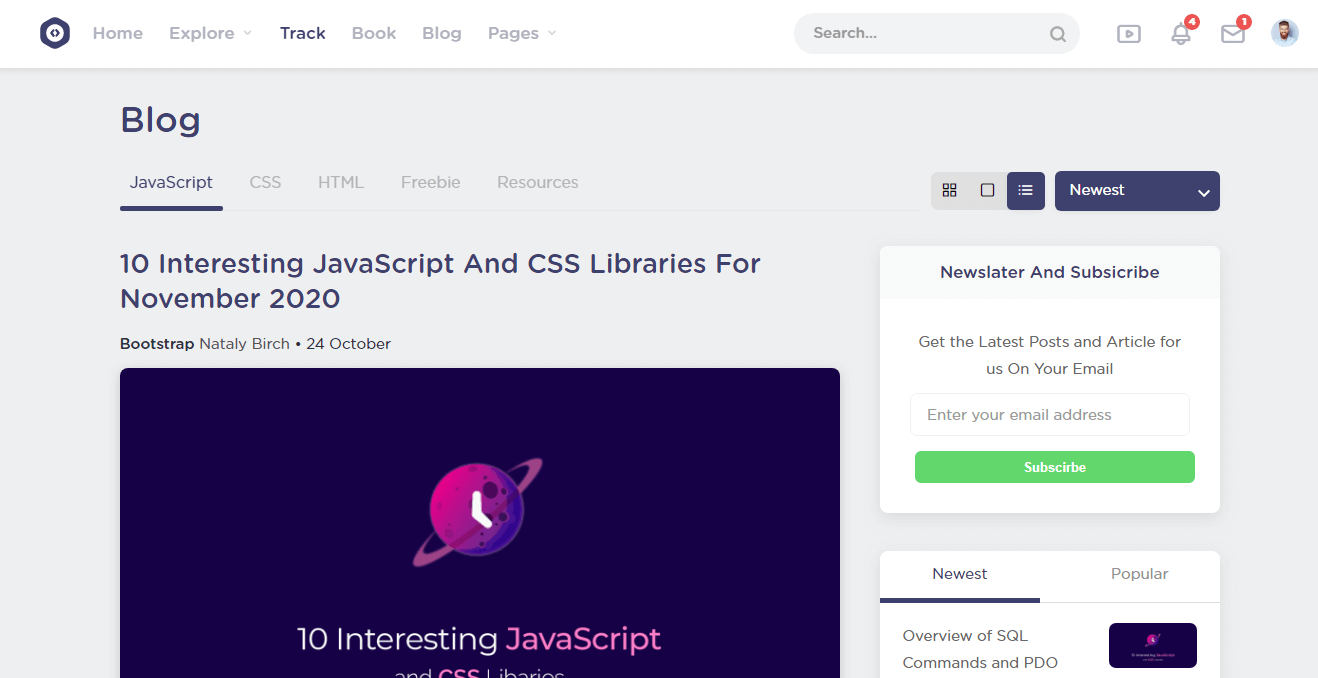 Home Explore Track Book Blog Pages Search... 4 1
Blog
JavaScript CSS HTML Freebie Resources Newest
10 Interesting JavaScript And CSS Libraries For
November 2020
Bootstrap Nataly Birch • 24 October
10 Interesting JavaScript
and CSS Libaries
Newslater And Subsicribe
Get the Latest Posts and Article for
us On Your Email
Enter your email address
Subscirbe
Newest Popular
Overview of SQL
Commands and PDO